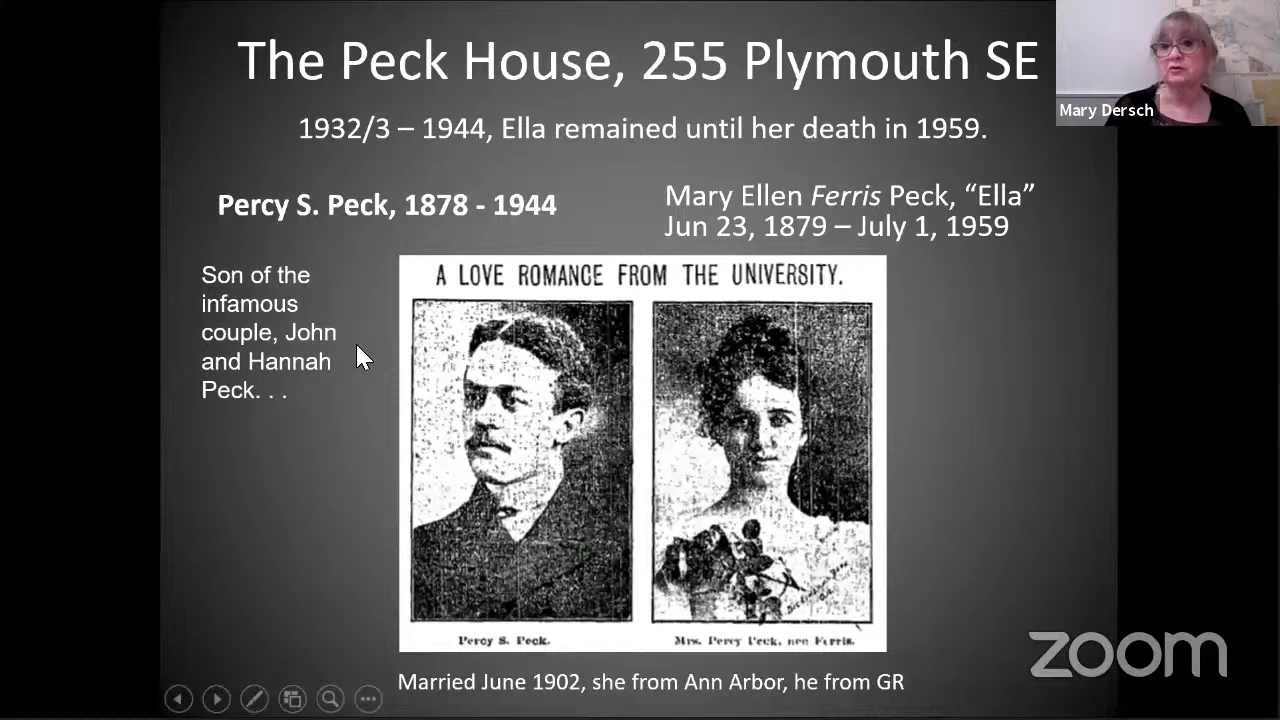 The Peck House, 255 Plymouth SE
Mary Dersch
1932/3 – 1944, Ella remained until her death in 1959.
Percy S. Peck, 1878 - 1944
Mary Ellen Ferris Peck, “Ella”
Jun 23, 1879 – July 1, 1959
Son of the
infamous
couple, John
and Hannah
Peck. . .
A LOVE ROMANCE FROM THE UNIVERSITY.
Percy S. Peck.
Mrs. Percy Peck, nee Ferris.
Married June 1902, she from Ann Arbor, he from GR
zoom